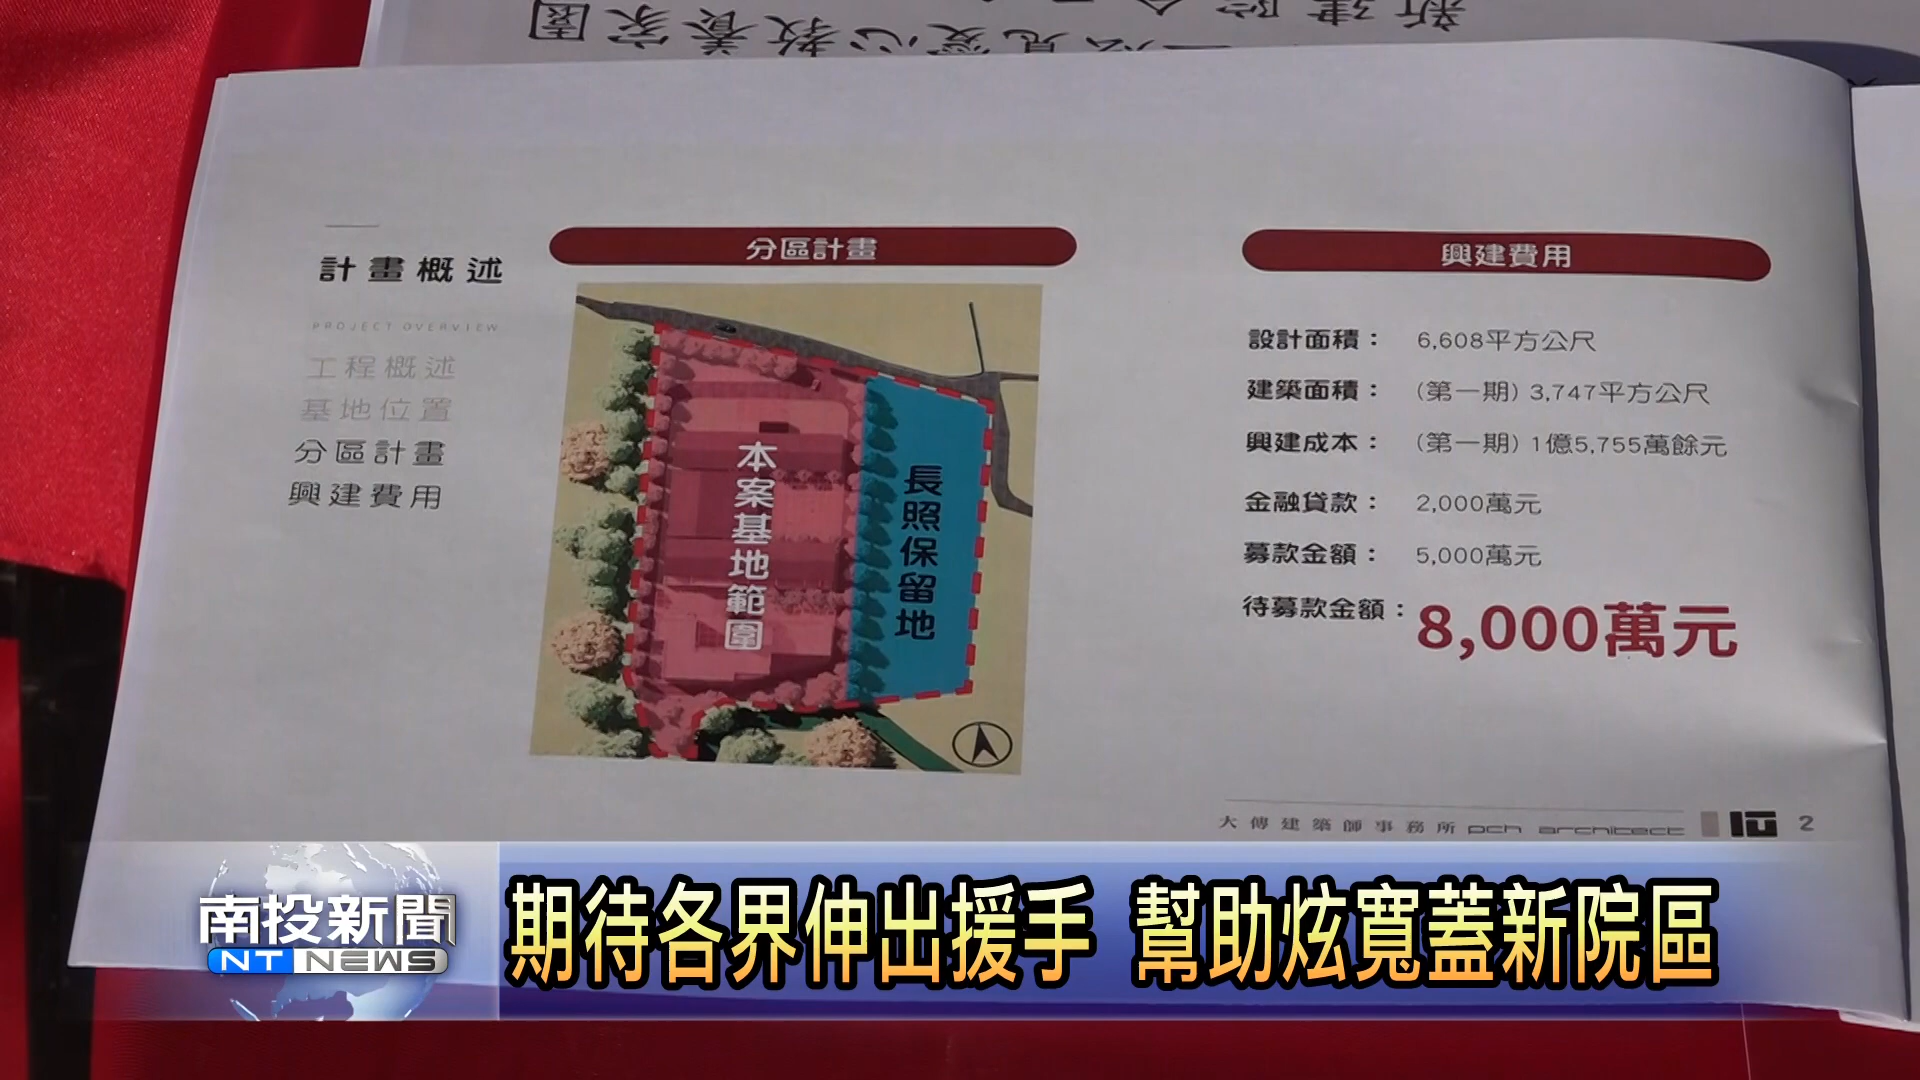 教養家園
計畫概述
PROJECT OVERVIEW
工程概述
基地位置
分區計畫
興建費用
分區計畫
本案基地範圍
長照保留地
興建費用
設計面積： 6,608平方公尺
建築面積： (第一期) 3,747平方公尺
興建成本： (第一期) 1億5,755萬餘元
金融貸款： 2,000萬元
募款金額： 5,000萬元
待募款金額： 8,000萬元
大傳建築師事務所 pch architect 2
南投新聞
NT NEWS
期待各界伸出援手 幫助炫寬蓋新院區